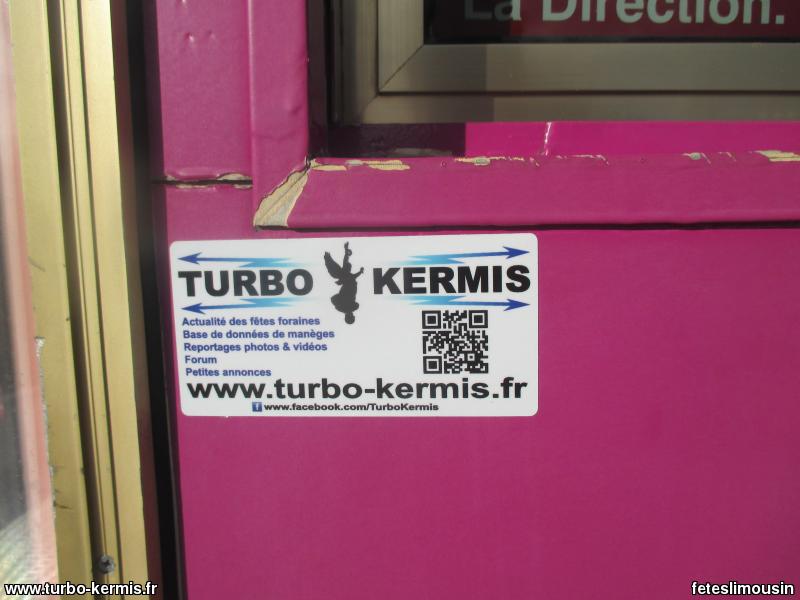 La Direction.
TURBO KERMIS
Actualité des fêtes foraines
Base de données de manèges
Reportages photos & vidéos
Forum
Petites annonces
www.turbo-kermis.fr
f www.facebook.com/TurboKermis
www.turbo-kermis.fr
feteslimousin